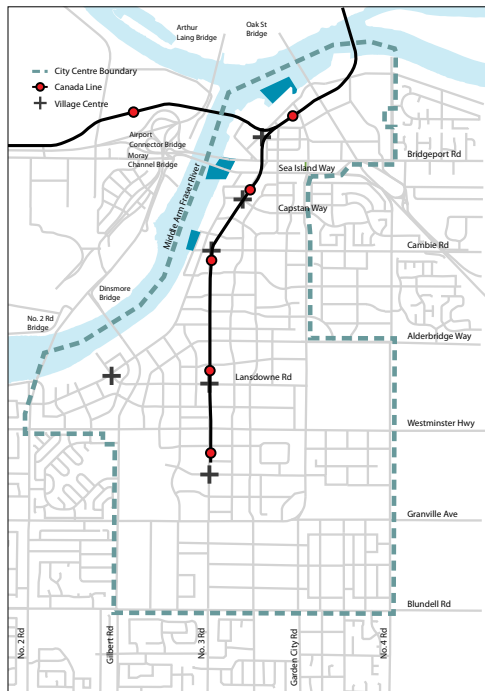 Arthur
Laing Bridge
Oak St
Bridge
City Centre Boundary
Canada Line
Village Centre
Airport
Connector Bridge
Moray
Channel Bridge
Bridgeport Rd
Sea Island Way
Middle Arm Fraser River
Capstan Way
Cambie Rd
Dinsmore
Bridge
No. 2 Rd
Bridge
Alderbridge Way
Lansdowne Rd
Westminster Hwy
Granville Ave
Blundell Rd
No. 2 Rd
Gilbert Rd
No. 3 Rd
Garden City Rd
No.4 Rd